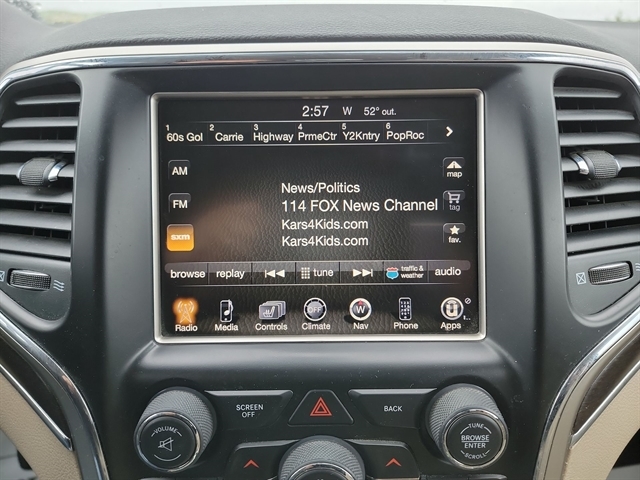 2:57 W 52° out.
1 2 3 4 5 6
60s Gol Carrie Highway PrmeCtr Y2Kntry PopRoc
AM
map
News/Politics
FM
114 FOX News Channel
tag
Kars4Kids.com
sxm
Kars4Kids.com
fav.
browse replay tune traffic & weather audio
OFF W
Radio Media Controls Climate Nav Phone Apps
SCREEN OFF
BACK
VOLUME
TUNE
BROWSE
ENTER
SCROLL